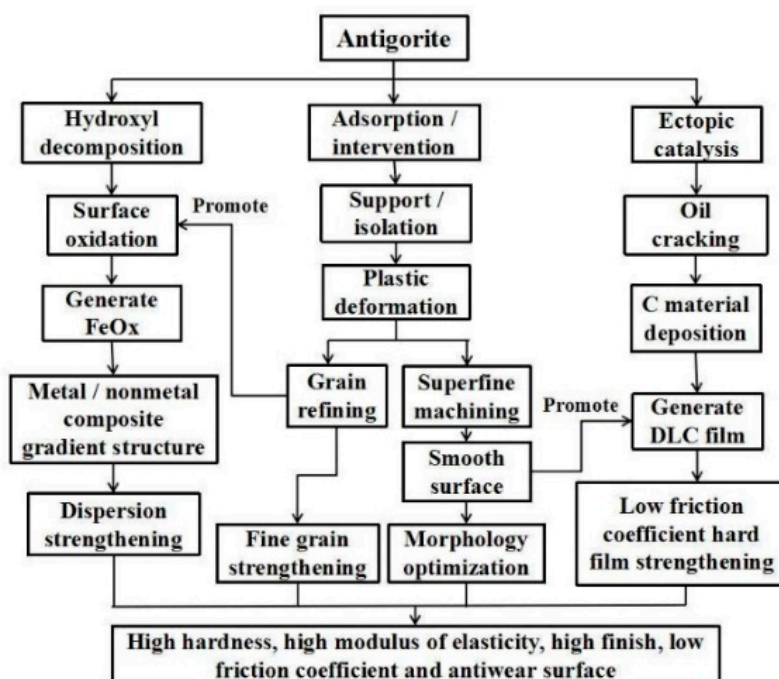 Antigorite
Hydroxyl
decomposition
Adsorption /
intervention
Ectopic
catalysis
Surface
oxidation
Promote
Support /
isolation
Oil
cracking
Generate
FeOx
Plastic
deformation
C material
deposition
Metal / nonmetal
composite
gradient structure
Grain
refining
Superfine
machining
Promote
Generate
DLC film
Smooth
surface
Dispersion
strengthening
Fine grain
strengthening
Morphology
optimization
Low friction
coefficient hard
film strengthening
High hardness, high modulus of elasticity, high finish, low
friction coefficient and antiwear surface